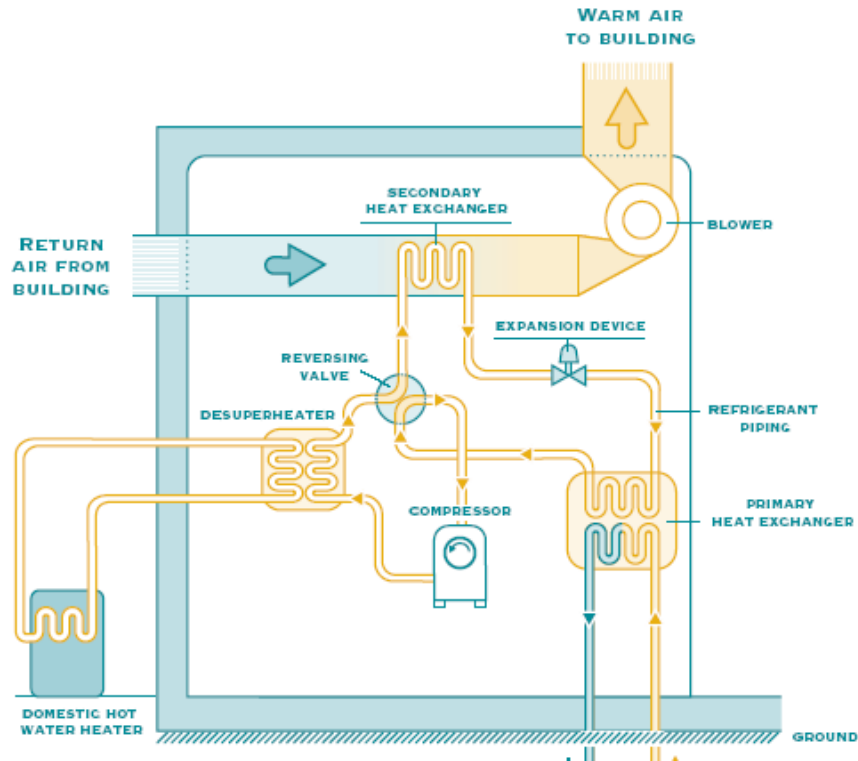 WARM AIR
TO BUILDING
SECONDARY
HEAT EXCHANGER
BLOWER
RETURN
AIR FROM
BUILDING
EXPANSION DEVICE
REVERSING
VALVE
DESUPERHEATER
REFRIGERANT
PIPING
COMPRESSOR
PRIMARY
HEAT EXCHANGER
DOMESTIC HOT
WATER HEATER
GROUND